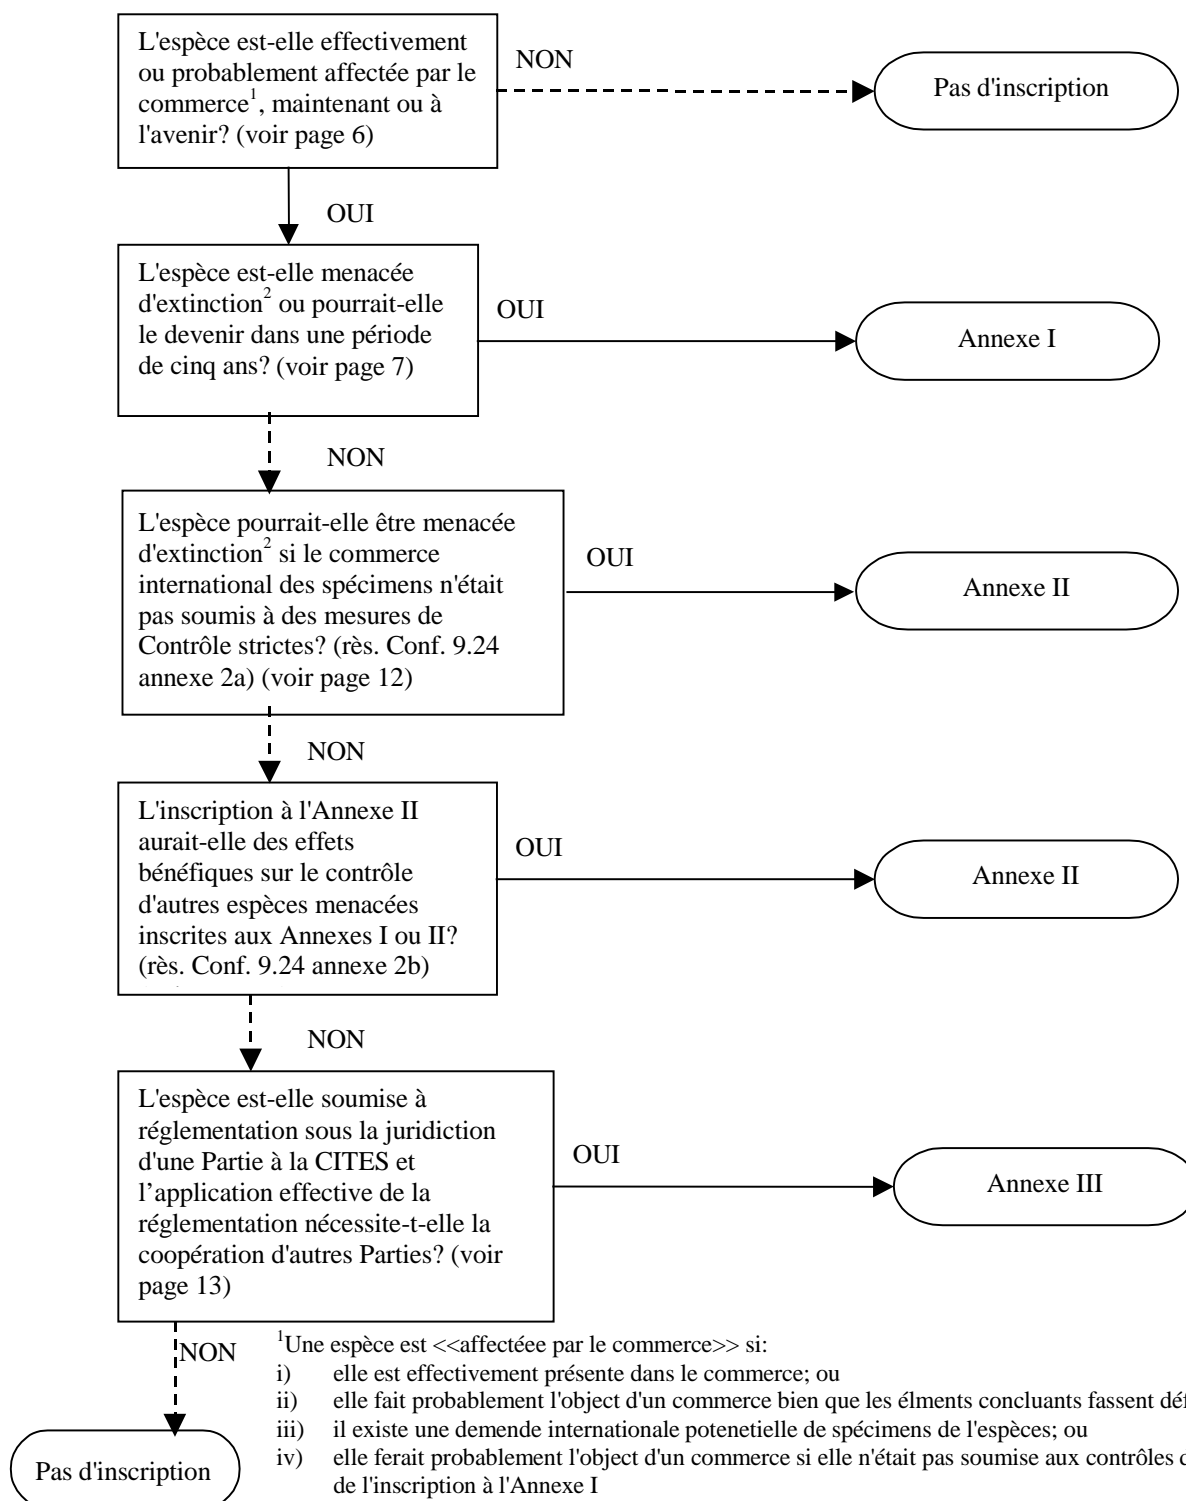 L'espèce est-elle effectivement
ou probablement affectée par le
commerce¹, maintenant ou à
l'avenir? (voir page 6)
NON
Pas d'inscription
OUI
L'espèce est-elle menacée
d'extinction² ou pourrait-elle
le devenir dans une période
de cinq ans? (voir page 7)
OUI
Annexe I
NON
L'espèce pourrait-elle être menacée
d'extinction² si le commerce
international des spécimens n'était
pas soumis à des mesures de
Contrôle strictes? (rès. Conf. 9.24
annexe 2a) (voir page 12)
OUI
Annexe II
NON
L'inscription à l'Annexe II
aurait-elle des effets
bénéfiques sur le contrôle
d'autres espèces menacées
inscrites aux Annexes I ou II?
(rès. Conf. 9.24 annexe 2b)
OUI
Annexe II
NON
L'espèce est-elle soumise à
réglementation sous la juridiction
d'une Partie à la CITES et
l’application effective de la
réglementation nécessite-t-elle la
coopération d'autres Parties? (voir
page 13)
OUI
Annexe III
NON
Pas d'inscription
¹Une espèce est <<affectéee par le commerce>> si:
i) elle est effectivement présente dans le commerce; ou
ii) elle fait probablement l'object d'un commerce bien que les élments concluants fassent
iii) il existe une demende internationale potenetielle de spécimens de l'espèces; ou
iv) elle ferait probablement l'object d'un commerce si elle n'était pas soumise aux contrôles
de l'inscription à l'Annexe I